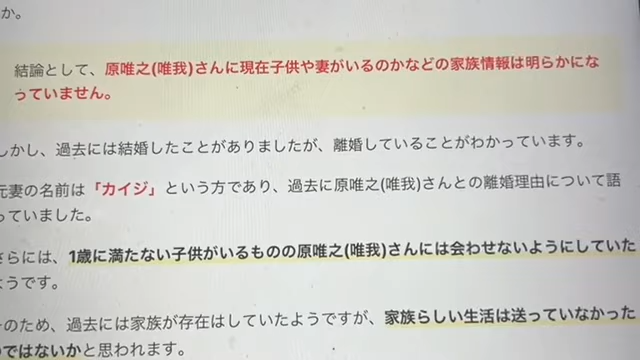 か。
結論として、原唯之(唯我)さんに現在子供や妻がいるのかなどの家族情報は明らかにな
っていません。
しかし、過去には結婚したことがありましたが、離婚していることがわかっています。
元妻の名前は「カイジ」という方であり、過去に原唯之(唯我)さんとの離婚理由について語
っていました。
さらには、1歳に満たない子供がいるものの原唯之(唯我)さんには会わせないようにしていた
ようです。
そのため、過去には家族が存在はしていたようですが、家族らしい生活は送っていなかった
のではないかと思われます。